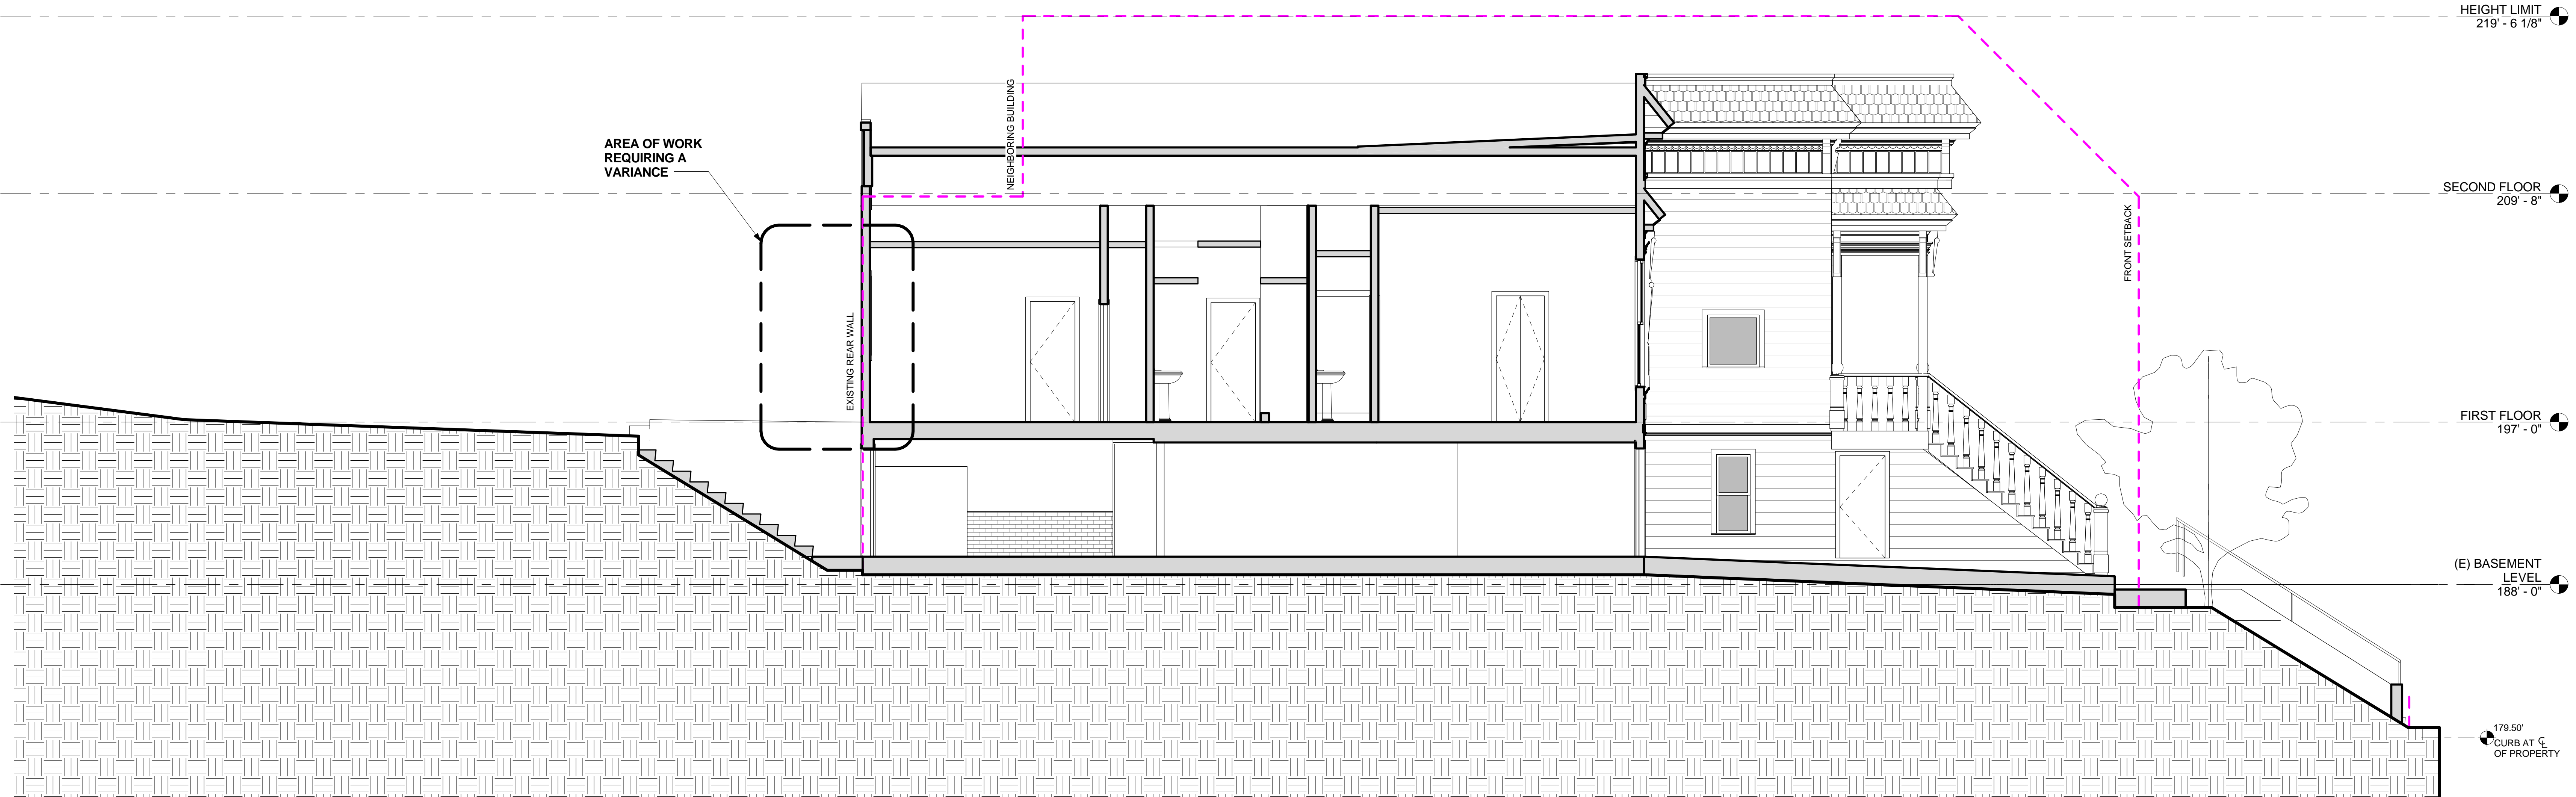 HEIGHT LIMIT
219' - 6 1/8"
NEIGHBORING BUILDING
AREA OF WORK
REQUIRING A
VARIANCE
SECOND FLOOR
209' - 8"
FRONT SETBACK
EXISTING REAR WALL
FIRST FLOOR
197' - 0"
(E) BASEMENT
LEVEL
188' - 0"
179.50'
CURB AT ℄
OF PROPERTY